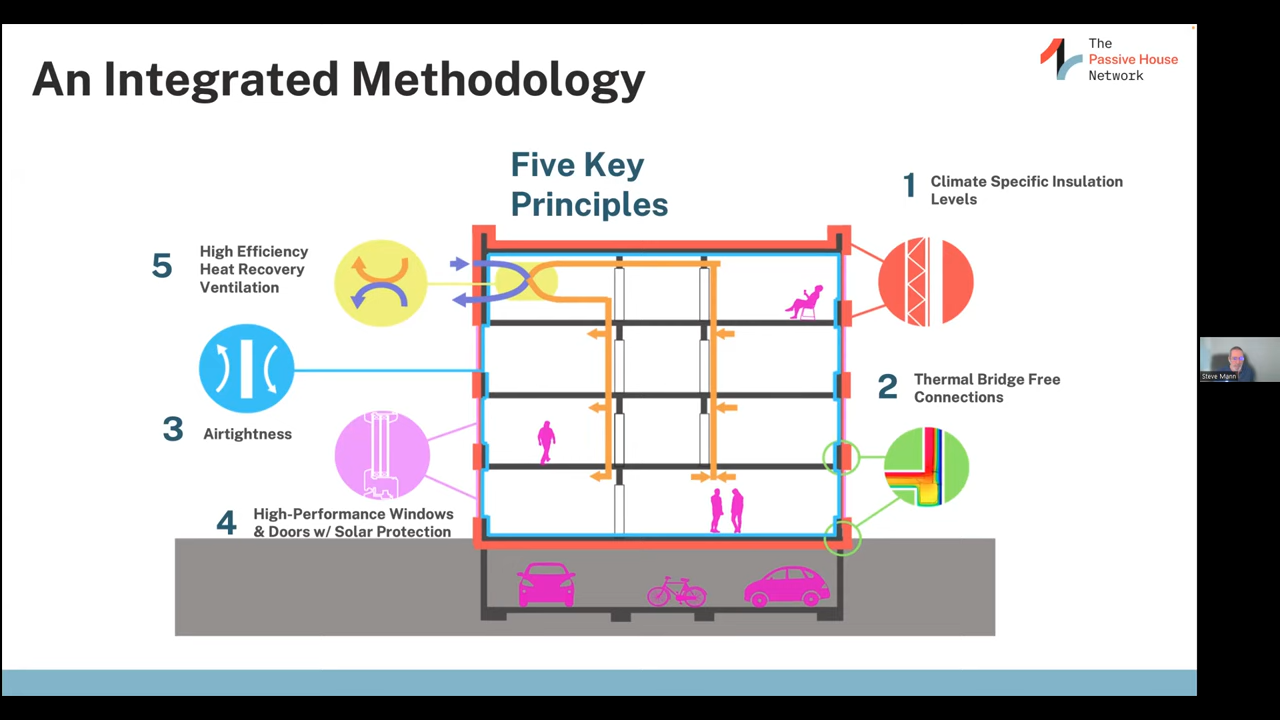 An Integrated Methodology
The
Passive House
Network
Five Key
Principles
1
Climate Specific Insulation
Levels
5
High Efficiency
Heat Recovery
Ventilation
2
Thermal Bridge Free
Connections
3
Airtightness
4
High-Performance Windows
& Doors w/ Solar Protection
Steve Mann